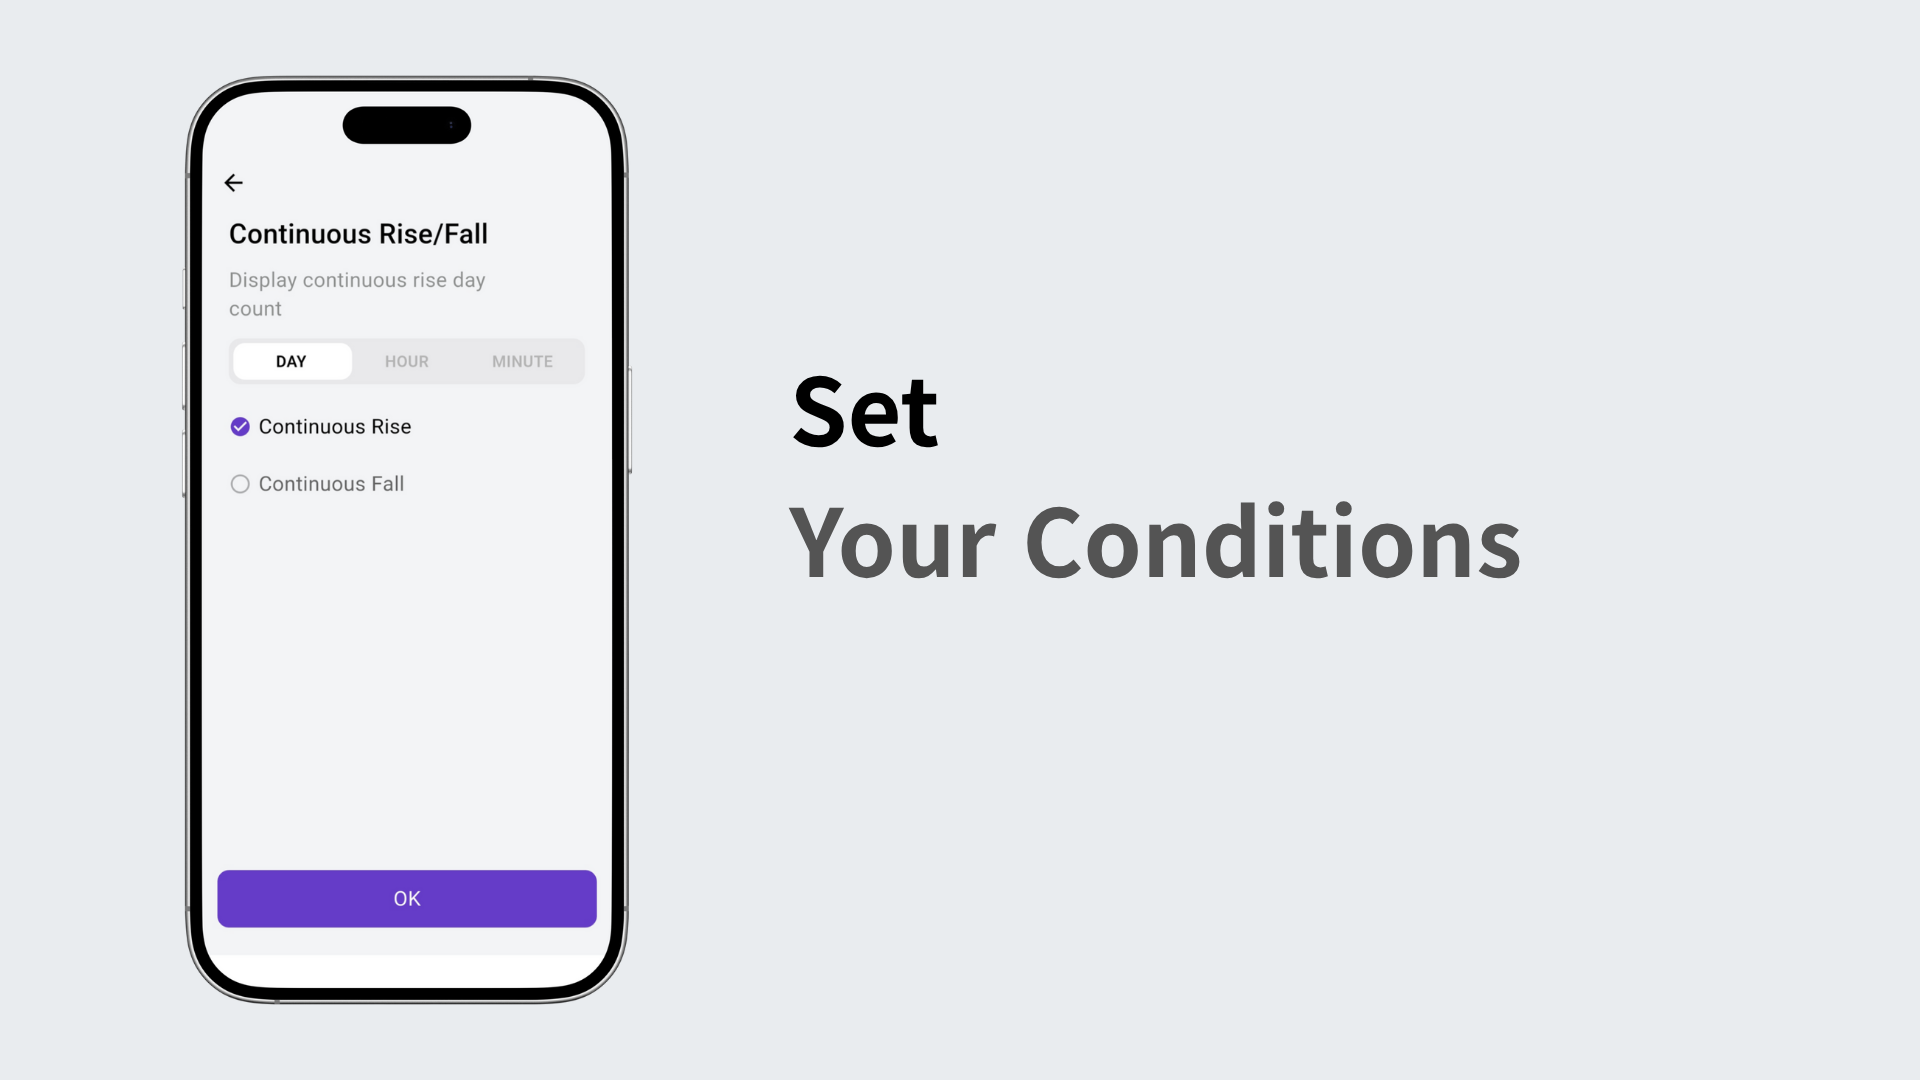 Continuous Rise/Fall
Display continuous rise day
count
DAY HOUR MINUTE
Continuous Rise
Continuous Fall
OK
Set
Your Conditions